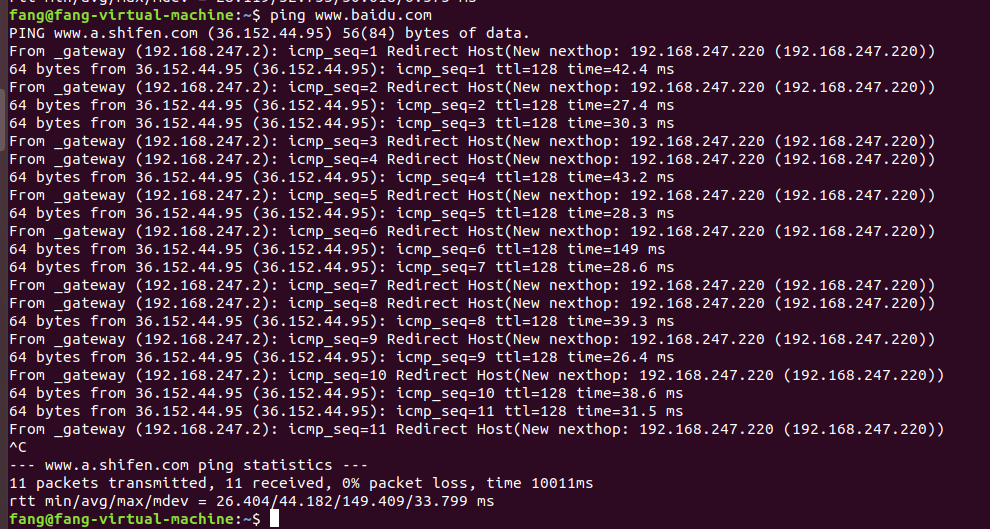 fang@fang-virtual-machine:~$ ping www.baidu.com
PING www.a.shifen.com (36.152.44.95) 56(84) bytes of data.
From _gateway (192.168.247.2): icmp_seq=1 Redirect Host(New nexthop: 192.168.247.220 (192.168.247.220))
64 bytes from 36.152.44.95 (36.152.44.95): icmp_seq=1 ttl=128 time=42.4 ms
From _gateway (192.168.247.2): icmp_seq=2 Redirect Host(New nexthop: 192.168.247.220 (192.168.247.220))
64 bytes from 36.152.44.95 (36.152.44.95): icmp_seq=2 ttl=128 time=27.4 ms
64 bytes from 36.152.44.95 (36.152.44.95): icmp_seq=3 ttl=128 time=30.3 ms
From _gateway (192.168.247.2): icmp_seq=3 Redirect Host(New nexthop: 192.168.247.220 (192.168.247.220))
From _gateway (192.168.247.2): icmp_seq=4 Redirect Host(New nexthop: 192.168.247.220 (192.168.247.220))
64 bytes from 36.152.44.95 (36.152.44.95): icmp_seq=4 ttl=128 time=43.2 ms
From _gateway (192.168.247.2): icmp_seq=5 Redirect Host(New nexthop: 192.168.247.220 (192.168.247.220))
64 bytes from 36.152.44.95 (36.152.44.95): icmp_seq=5 ttl=128 time=28.3 ms
From _gateway (192.168.247.2): icmp_seq=6 Redirect Host(New nexthop: 192.168.247.220 (192.168.247.220))
64 bytes from 36.152.44.95 (36.152.44.95): icmp_seq=6 ttl=128 time=149 ms
64 bytes from 36.152.44.95 (36.152.44.95): icmp_seq=7 ttl=128 time=28.6 ms
From _gateway (192.168.247.2): icmp_seq=7 Redirect Host(New nexthop: 192.168.247.220 (192.168.247.220))
From _gateway (192.168.247.2): icmp_seq=8 Redirect Host(New nexthop: 192.168.247.220 (192.168.247.220))
64 bytes from 36.152.44.95 (36.152.44.95): icmp_seq=8 ttl=128 time=39.3 ms
From _gateway (192.168.247.2): icmp_seq=9 Redirect Host(New nexthop: 192.168.247.220 (192.168.247.220))
64 bytes from 36.152.44.95 (36.152.44.95): icmp_seq=9 ttl=128 time=26.4 ms
From _gateway (192.168.247.2): icmp_seq=10 Redirect Host(New nexthop: 192.168.247.220 (192.168.247.220))
64 bytes from 36.152.44.95 (36.152.44.95): icmp_seq=10 ttl=128 time=38.6 ms
64 bytes from 36.152.44.95 (36.152.44.95): icmp_seq=11 ttl=128 time=31.5 ms
From _gateway (192.168.247.2): icmp_seq=11 Redirect Host(New nexthop: 192.168.247.220 (192.168.247.220))
^C
--- www.a.shifen.com ping statistics ---
11 packets transmitted, 11 received, 0% packet loss, time 10011ms
rtt min/avg/max/mdev = 26.404/44.182/149.409/33.799 ms
fang@fang-virtual-machine:~$